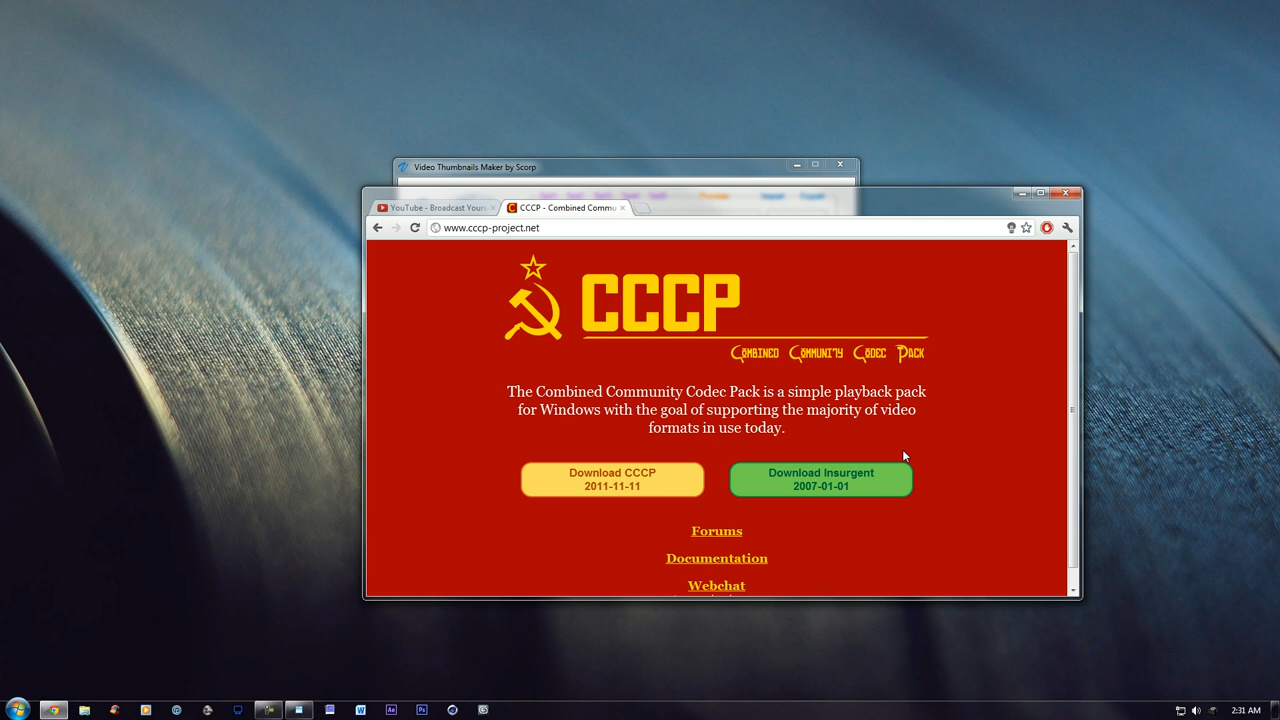 Video Thumbnails Maker by Scorp
YouTube - Broadcast Yours
CCCP - Combined Commu
www.cccp-project.net
CCCP
Combined Community Codec Pack
The Combined Community Codec Pack is a simple playback pack
for Windows with the goal of supporting the majority of video
formats in use today.
Download CCCP
2011-11-11
Download Insurgent
2007-01-01
Forums
Documentation
Webchat
2:31 AM